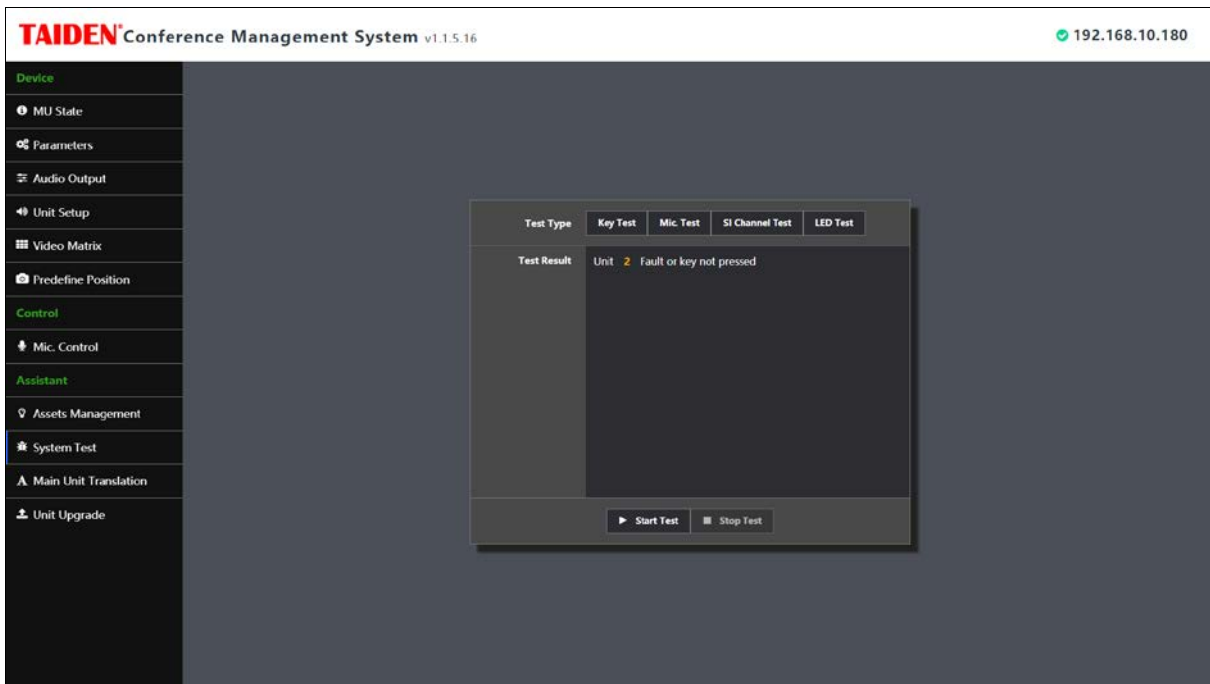 TAIDEN® Conference Management System v1.1.5.16
192.168.10.180
Device
MU State
Parameters
Audio Output
Unit Setup
Video Matrix
Predefine Position
Control
Mic. Control
Assistant
Assets Management
System Test
Main Unit Translation
Unit Upgrade
Test Type Key Test Mic. Test SI Channel Test LED Test
Test Result Unit 2 Fault or key not pressed
Start Test Stop Test